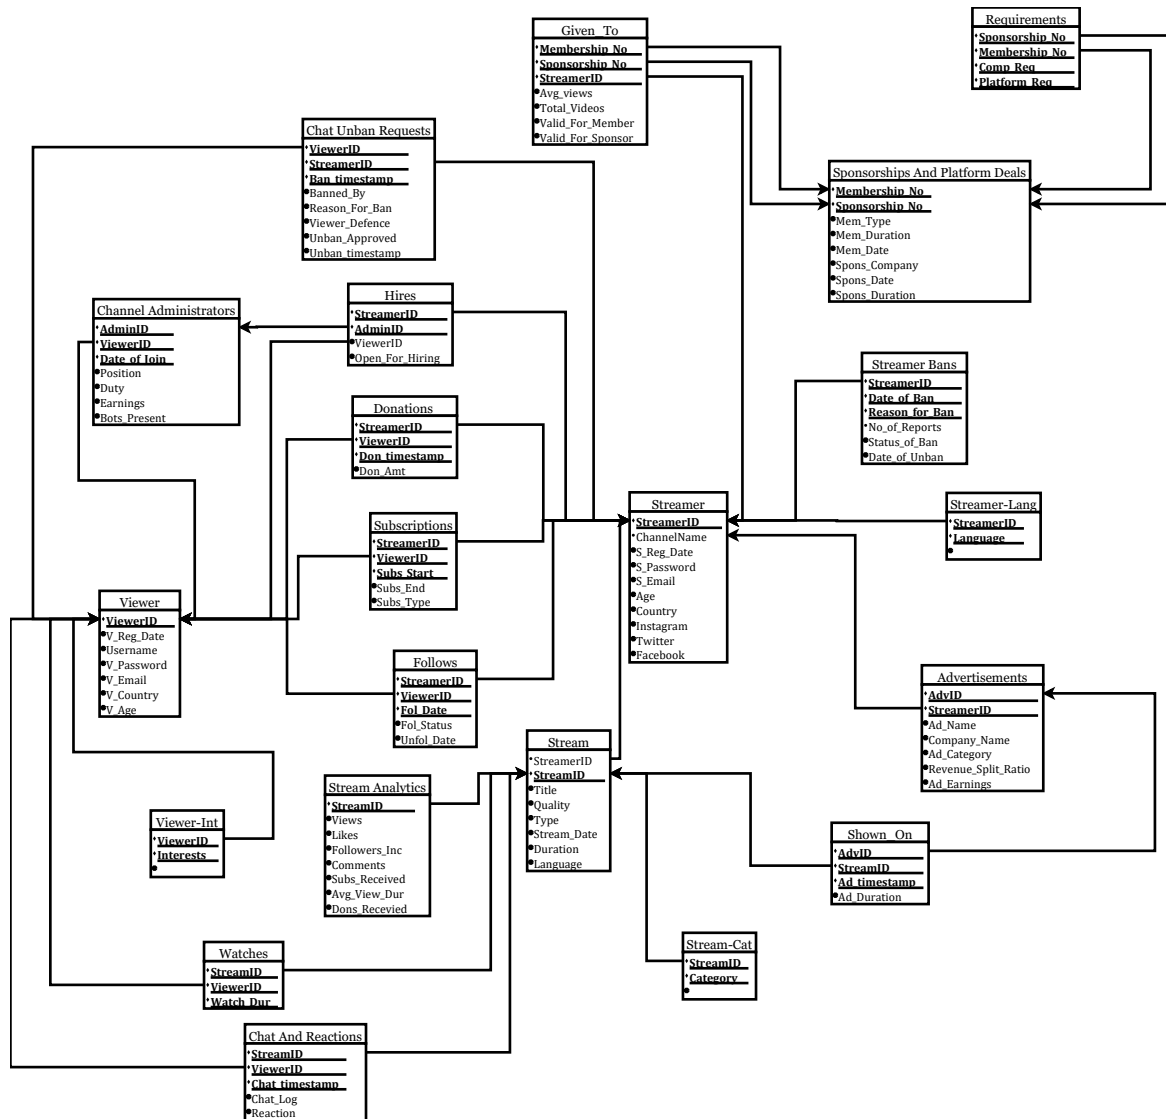 Requirements
Sponsorship_No
Membership_No
Comp_Req
Platform_Req
Given_To
Membership_No
Sponsorship_No
StreamerID
Avg_views
Total_Videos
Valid_For_Member
Valid_For_Sponsor
Chat Unban Requests
ViewerID
StreamerID
Ban_timestamp
Banned_By
Reason_For_Ban
Viewer_Defence
Unban_Approved
Unban_timestamp
Sponsorships And Platform Deals
Membership_No
Sponsorship_No
Mem_Type
Mem_Duration
Mem_Date
Spons_Company
Spons_Date
Spons_Duration
Channel Administrators
AdminID
ViewerID
Date_of_Join
Position
Duty
Earnings
Bots_Present
Hires
StreamerID
AdminID
ViewerID
Open_For_Hiring
Streamer Bans
StreamerID
Date_of_Ban
Reason_for_Ban
No_of_Reports
Status_of_Ban
Date_of_Unban
Donations
StreamerID
ViewerID
Don_timestamp
Don_Amt
Streamer
StreamerID
ChannelName
S_Reg_Date
S_Password
S_Email
Age
Country
Instagram
Twitter
Facebook
Streamer-Lang
StreamerID
Language
Subscriptions
StreamerID
ViewerID
Subs_Start
Subs_End
Subs_Type
Viewer
ViewerID
V_Reg_Date
Username
V_Password
V_Email
V_Country
V_Age
Follows
StreamerID
ViewerID
Fol_Date
Fol_Status
Unfol_Date
Advertisements
AdvID
StreamerID
Ad_Name
Company_Name
Ad_Category
Revenue_Split_Ratio
Ad_Earnings
Stream
StreamerID
StreamID
Title
Quality
Type
Stream_Date
Duration
Language
Stream Analytics
StreamID
Views
Likes
Followers_Inc
Comments
Subs_Received
Avg_View_Dur
Dons_Recevied
Viewer-Int
ViewerID
Interests
Shown_On
AdvID
StreamID
Ad_timestamp
Ad_Duration
Stream-Cat
StreamID
Category
Watches
StreamID
ViewerID
Watch_Dur
Chat And Reactions
StreamID
ViewerID
Chat_timestamp
Chat_Log
Reaction